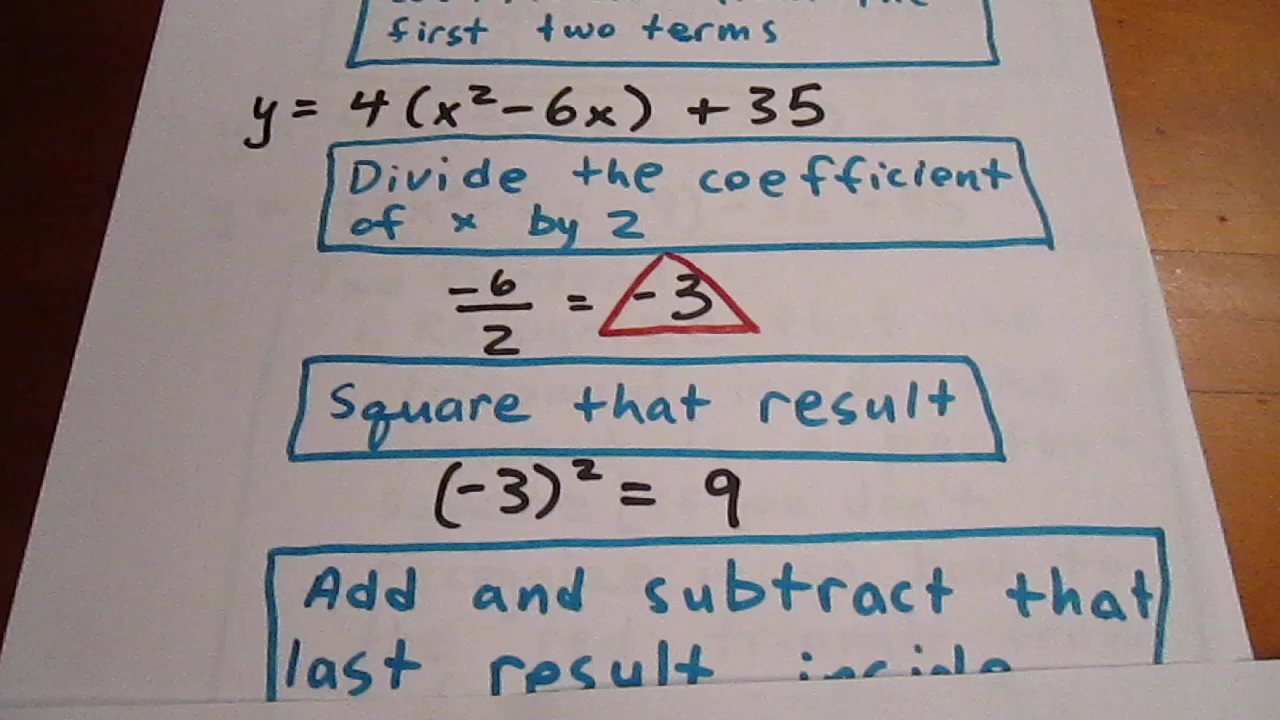 first two terms
y = 4(x² - 6x) + 35
Divide the coefficient
of x by 2
-6/2 = -3
Square that result
(-3)² = 9
Add and subtract that
last result inside